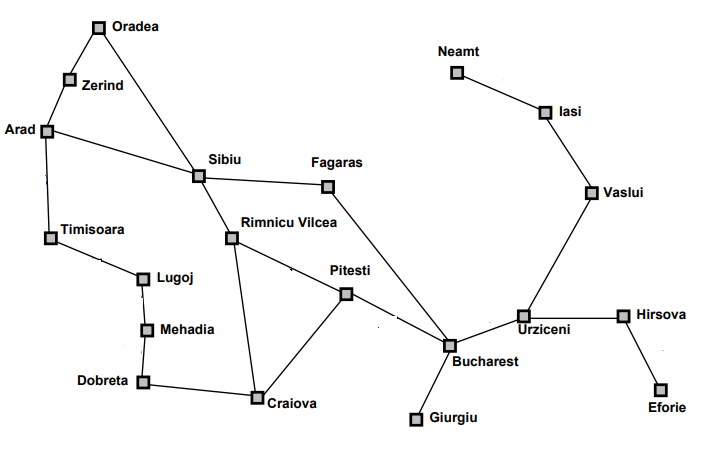 Oradea
Neamt
Zerind
Iasi
Arad
Sibiu
Fagaras
Vaslui
Rimnicu Vilcea
Timisoara
Pitesti
Lugoj
Hirsova
Urziceni
Mehadia
Bucharest
Dobreta
Craiova
Eforie
Giurgiu